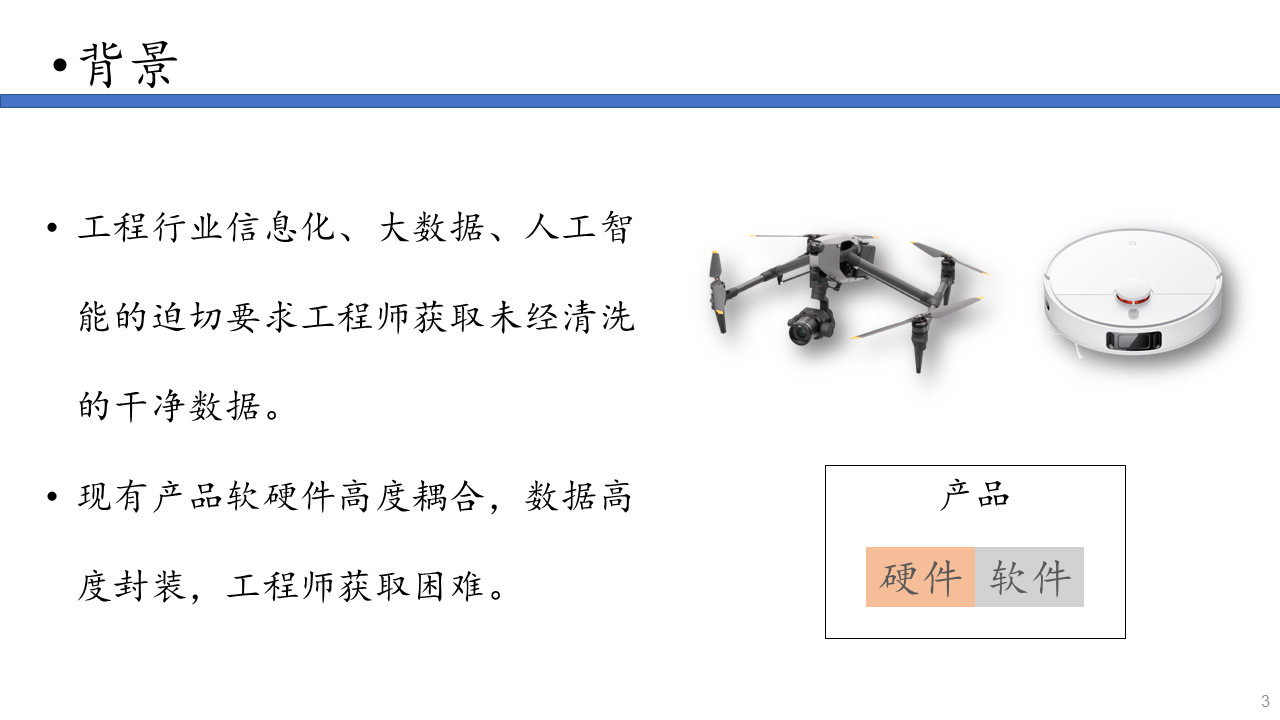 •背景
• 工程行业信息化、大数据、人工智
能的迫切要求工程师获取未经清洗
的干净数据。
• 现有产品软硬件高度耦合，数据高
度封装，工程师获取困难。
产品
硬件 软件
3